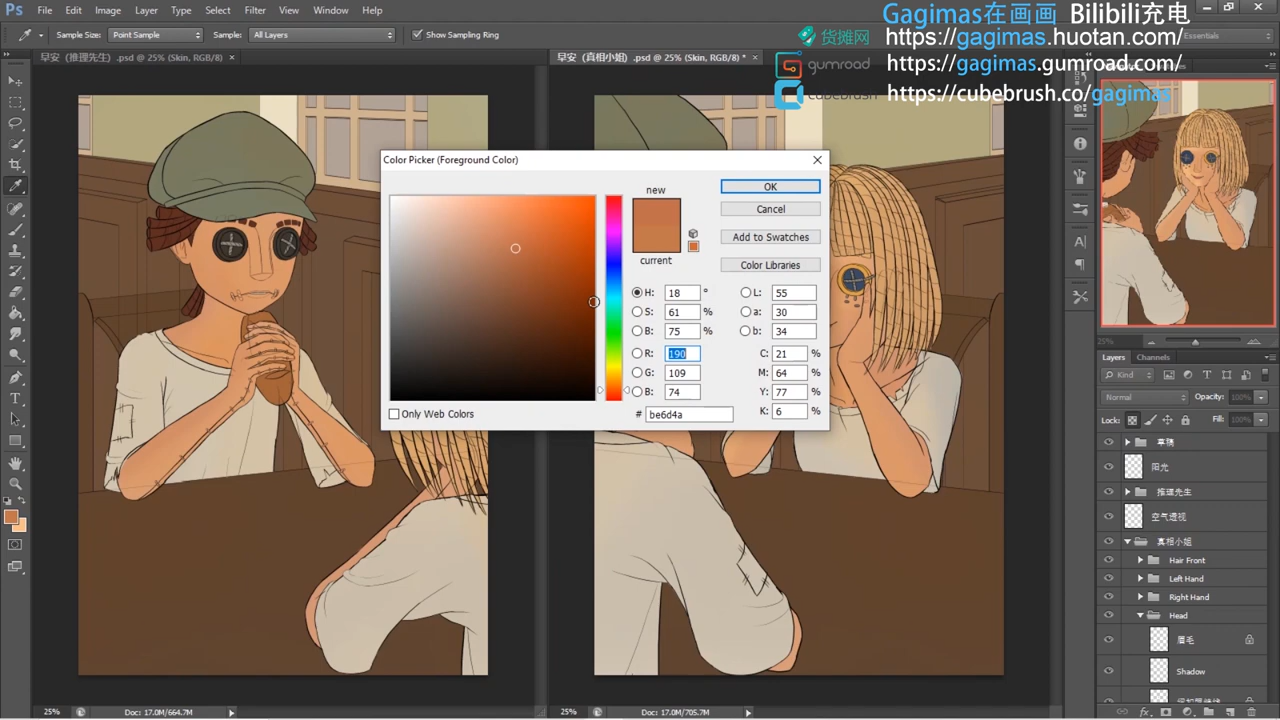 Ps File Edit Image Layer Type Select Filter Extract View Window Help
Gagimas在画画 Bilibili充电
Sample Size: Point Sample Sample: All Layers Show Sampling Ring
货摊网 https://gagimas.huotan.com/
Essentials
早安 (推理先生) .psd @ 25% (Skin, RGB/8) ×
早安 (真相小姐) .psd @ 25% (Skin, RGB/8) * ×
gumroad https://gagimas.gumroad.com/
cubebrush https://cubebrush.co/gagimas
Color Picker (Foreground Color)
new
current
OK
Cancel
Add to Swatches
Color Libraries
H: 18 °
S: 61 %
B: 75 %
R: 190
G: 109
B: 74
L: 55
a: 30
b: 34
C: 21 %
M: 64 %
Y: 77 %
K: 6 %
Only Web Colors
# be6d4a
25%
Layers Channels
Kind
Normal Opacity: 100%
Lock: Fill: 100%
草稿
阳光
推理先生
空气透视
真相小姐
Hair Front
Left Hand
Right Hand
Head
眉毛
Shadow
25% Doc: 17.0M/664.7M
25% Doc: 17.0M/705.7M